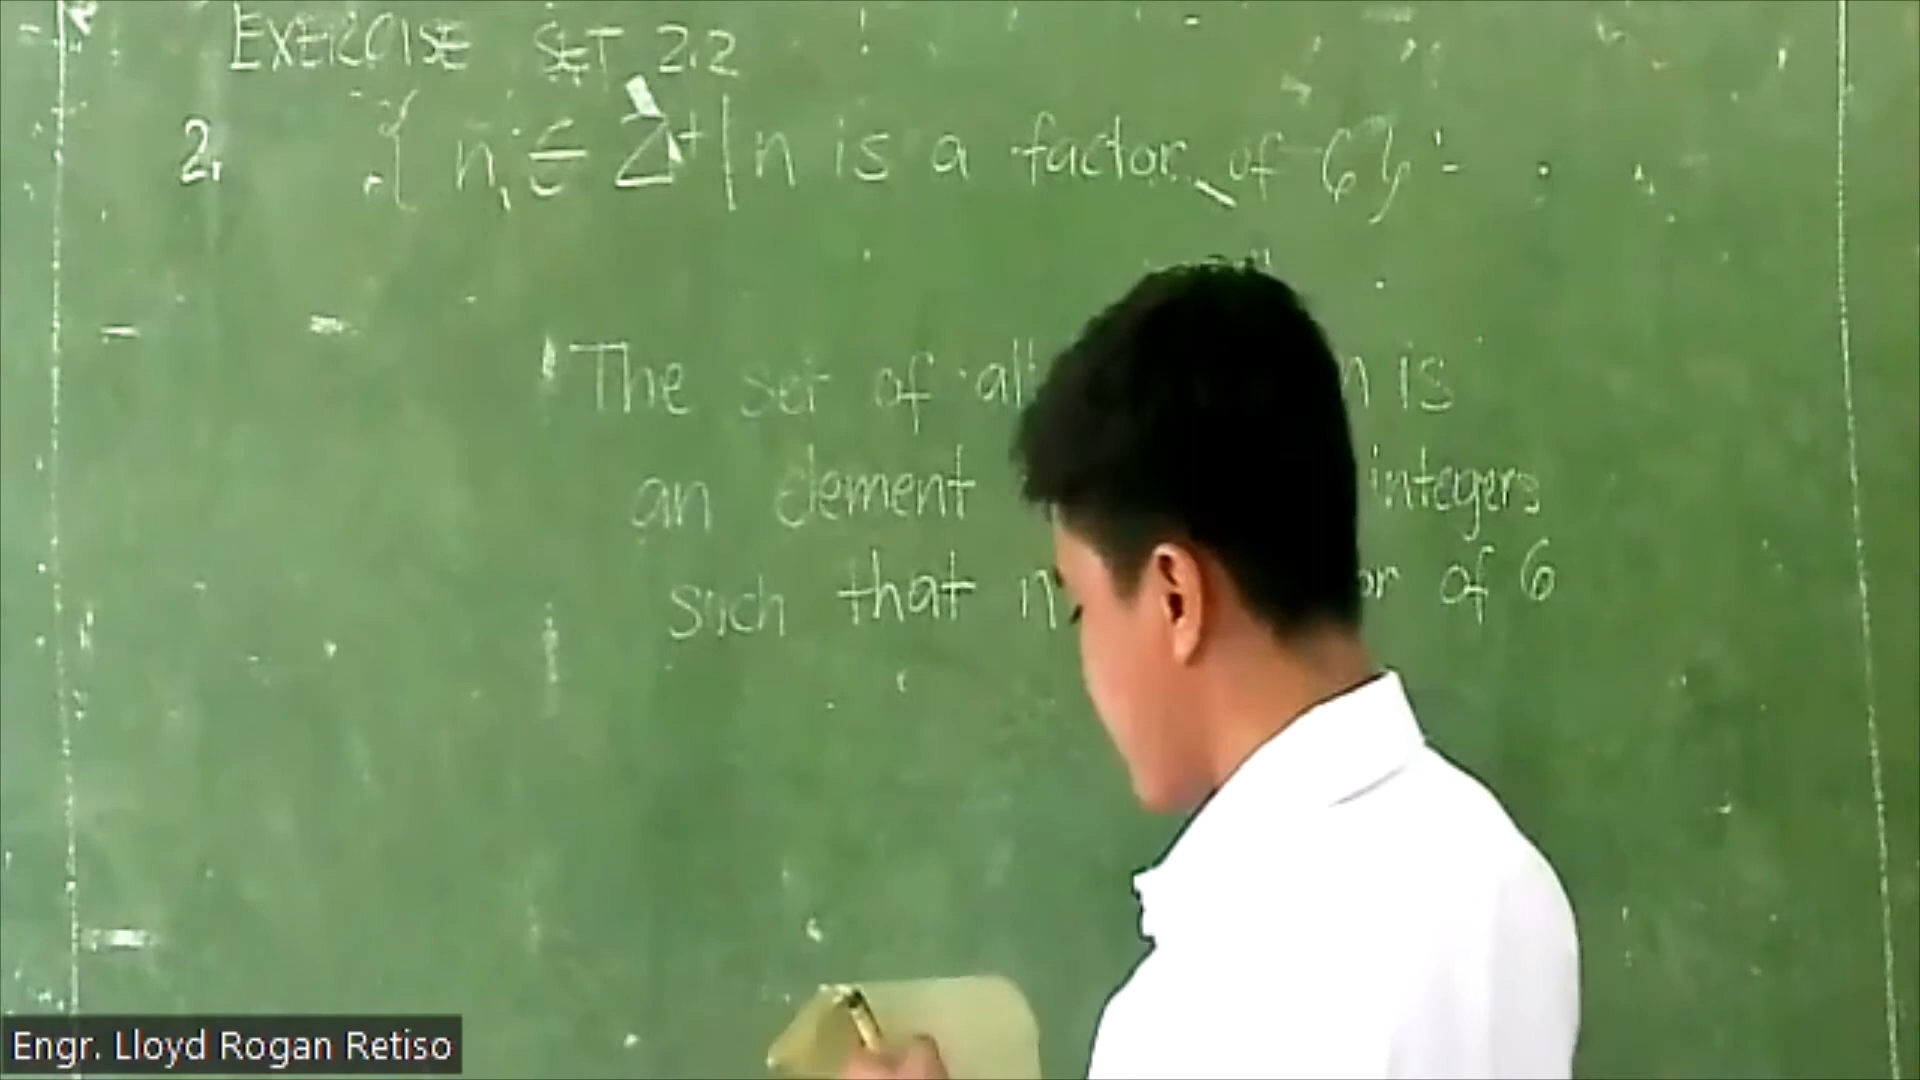 EXERCISE SET 2.2
2. { n ∈ Z⁺ | n is a factor of 6}
The set of all n is
an element integers
such that n of 6
Engr. Lloyd Rogan Retiso